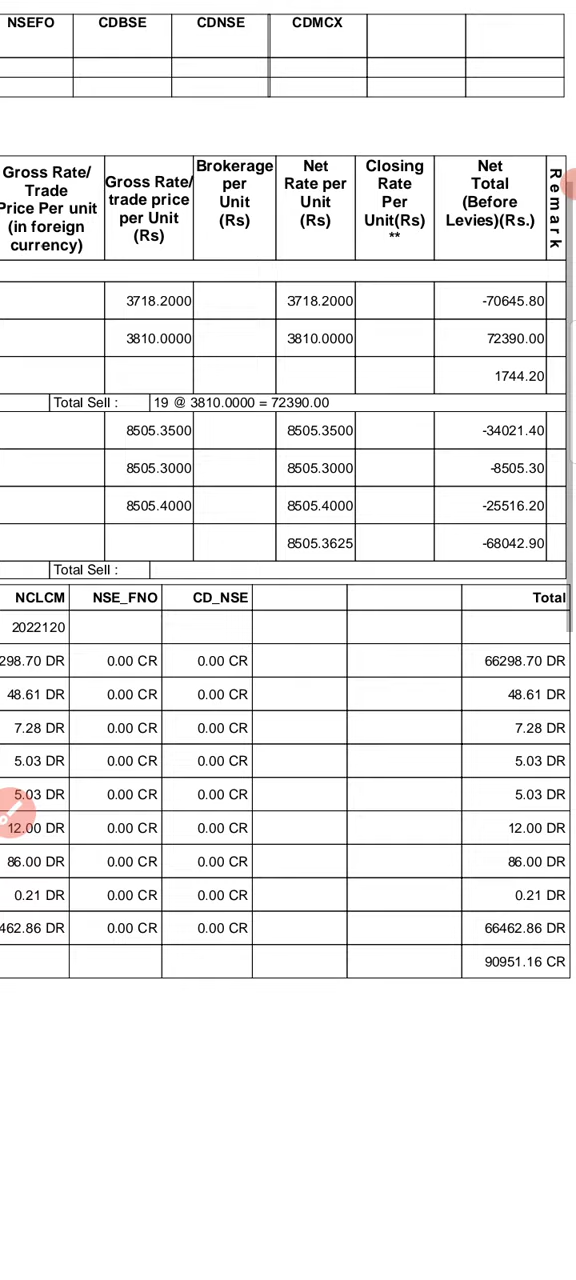 NSEFO CDBSE CDNSE CDMCX
Gross Rate/ Trade Price Per unit (in foreign currency) Gross Rate/ trade price per Unit (Rs) Brokerage per Unit (Rs) Net Rate per Unit (Rs) Closing Rate Per Unit(Rs) ** Net Total (Before Levies)(Rs.) Remark
3718.2000 3718.2000 -70645.80
3810.0000 3810.0000 72390.00
1744.20
Total Sell : 19 @ 3810.0000 = 72390.00
8505.3500 8505.3500 -34021.40
8505.3000 8505.3000 -8505.30
8505.4000 8505.4000 -25516.20
8505.3625 -68042.90
Total Sell :
NCLCM NSE_FNO CD_NSE Total
2022120
298.70 DR 0.00 CR 0.00 CR 66298.70 DR
48.61 DR 0.00 CR 0.00 CR 48.61 DR
7.28 DR 0.00 CR 0.00 CR 7.28 DR
5.03 DR 0.00 CR 0.00 CR 5.03 DR
5.03 DR 0.00 CR 0.00 CR 5.03 DR
12.00 DR 0.00 CR 0.00 CR 12.00 DR
86.00 DR 0.00 CR 0.00 CR 86.00 DR
0.21 DR 0.00 CR 0.00 CR 0.21 DR
462.86 DR 0.00 CR 0.00 CR 66462.86 DR
90951.16 CR